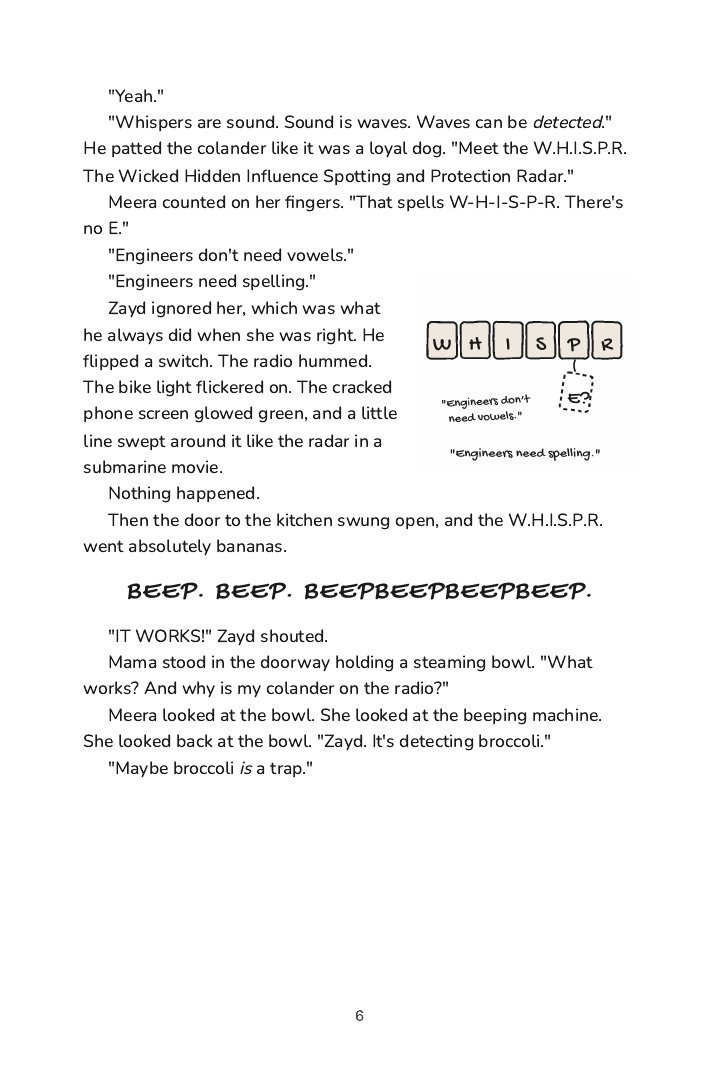 "Yeah."
"Whispers are sound. Sound is waves. Waves can be detected."
He patted the colander like it was a loyal dog. "Meet the W.H.I.S.P.R.
The Wicked Hidden Influence Spotting and Protection Radar."
Meera counted on her fingers. "That spells W-H-I-S-P-R. There's
no E."
"Engineers don't need vowels."
"Engineers need spelling."
Zayd ignored her, which was what
he always did when she was right. He
flipped a switch. The radio hummed.
The bike light flickered on. The cracked
phone screen glowed green, and a little
line swept around it like the radar in a
submarine movie.
W H I S P R
E?
"Engineers don't
need vowels."
"Engineers need spelling."
Nothing happened.
Then the door to the kitchen swung open, and the W.H.I.S.P.R.
went absolutely bananas.
BEEP. BEEP. BEEPBEEPBEEPBEEP.
"IT WORKS!" Zayd shouted.
Mama stood in the doorway holding a steaming bowl. "What
works? And why is my colander on the radio?"
Meera looked at the bowl. She looked at the beeping machine.
She looked back at the bowl. "Zayd. It's detecting broccoli."
"Maybe broccoli is a trap."
6